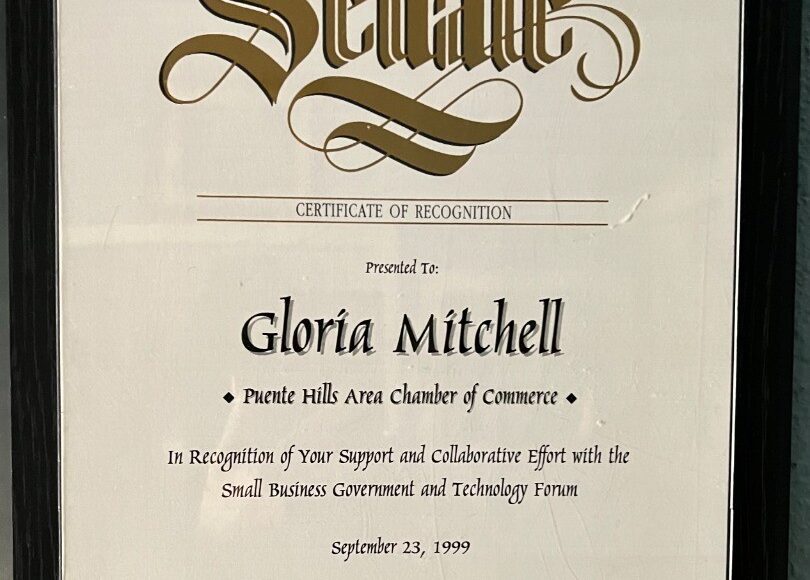 Senate
CERTIFICATE OF RECOGNITION
Presented To:
Gloria Mitchell
◆ Puente Hills Area Chamber of Commerce ◆
In Recognition of Your Support and Collaborative Effort with the
Small Business Government and Technology Forum
September 23, 1999